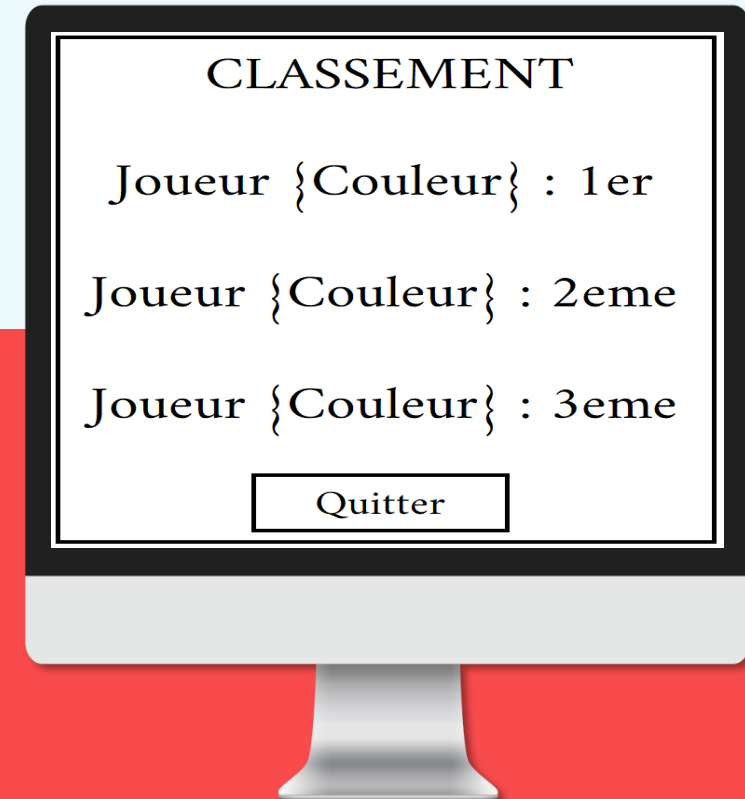 CLASSEMENT
Joueur {Couleur} : 1er
Joueur {Couleur} : 2eme
Joueur {Couleur} : 3eme
Quitter